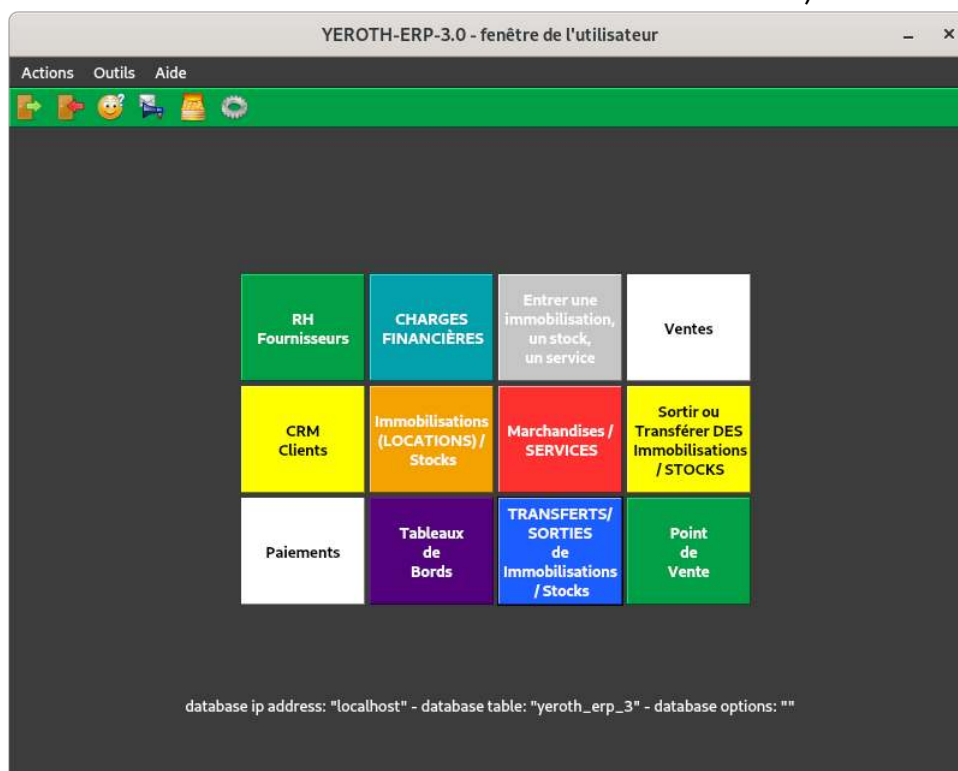 YEROTH-ERP-3.0 - fenêtre de l'utilisateur
Actions Outils Aide
RH
Fournisseurs
CHARGES
FINANCIÈRES
Entrer une
immobilisation,
un stock,
un service
Ventes
CRM
Clients
Immobilisations
(LOCATIONS) /
Stocks
Marchandises /
SERVICES
Sortir ou
Transférer DES
Immobilisations
/ STOCKS
Paiements
Tableaux
de
Bords
TRANSFERTS/
SORTIES
de
Immobilisations
/ Stocks
Point
de
Vente
database ip address: "localhost" - database table: "yeroth_erp_3" - database options: ""